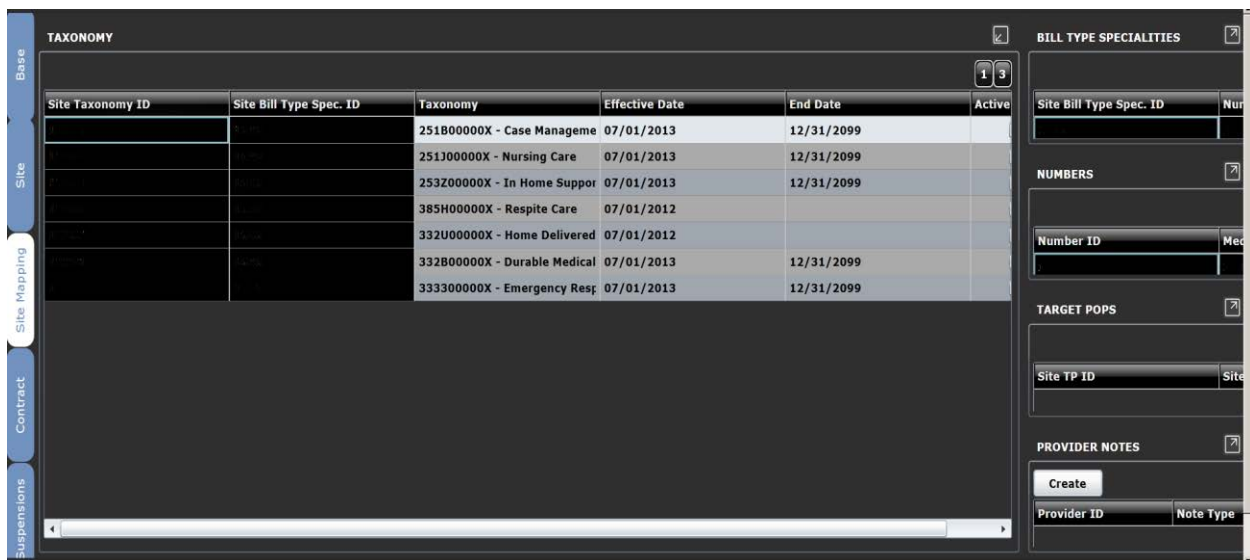 Base
Site
Site Mapping
Contract
Suspensions
TAXONOMY
1 3
Site Taxonomy ID Site Bill Type Spec. ID Taxonomy Effective Date End Date Active
251B00000X - Case Manageme 07/01/2013 12/31/2099
251J00000X - Nursing Care 07/01/2013 12/31/2099
253Z00000X - In Home Suppor 07/01/2013 12/31/2099
385H00000X - Respite Care 07/01/2012
332U00000X - Home Delivered 07/01/2012
332B00000X - Durable Medical 07/01/2013 12/31/2099
333300000X - Emergency Resp 07/01/2013 12/31/2099
BILL TYPE SPECIALITIES
Site Bill Type Spec. ID Nur
NUMBERS
Number ID Med
TARGET POPS
Site TP ID Site
PROVIDER NOTES
Create
Provider ID Note Type